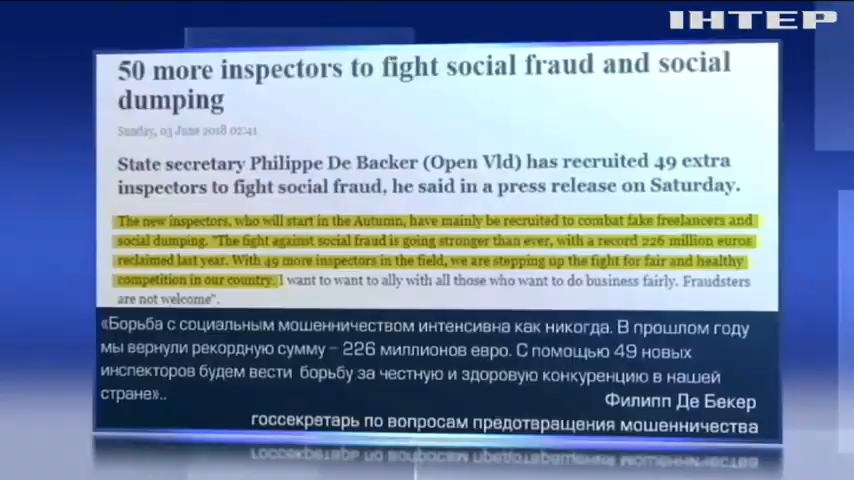 ІНТЕР
50 more inspectors to fight social fraud and social
dumping
Sunday, 03 June 2018 02:41
State secretary Philippe De Backer (Open Vld) has recruited 49 extra
inspectors to fight social fraud, he said in a press release on Saturday.
The new inspectors, who will start in the Autumn, have mainly be recruited to combat fake freelancers and
social dumping. "The fight against social fraud is going stronger than ever, with a record 226 million euros
reclaimed last year. With 49 more inspectors in the field, we are stepping up the fight for fair and healthy
competition in our country. I want to want to ally with all those who want to do business fairly. Fraudsters
are not welcome".
«Борьба с социальным мошенничеством интенсивна как никогда. В прошлом году
мы вернули рекордную сумму – 226 миллионов евро. С помощью 49 новых
инспекторов будем вести борьбу за честную и здоровую конкуренцию в нашей
стране»..
Филипп Де Бекер
госсекретарь по вопросам предотвращения мошенничества